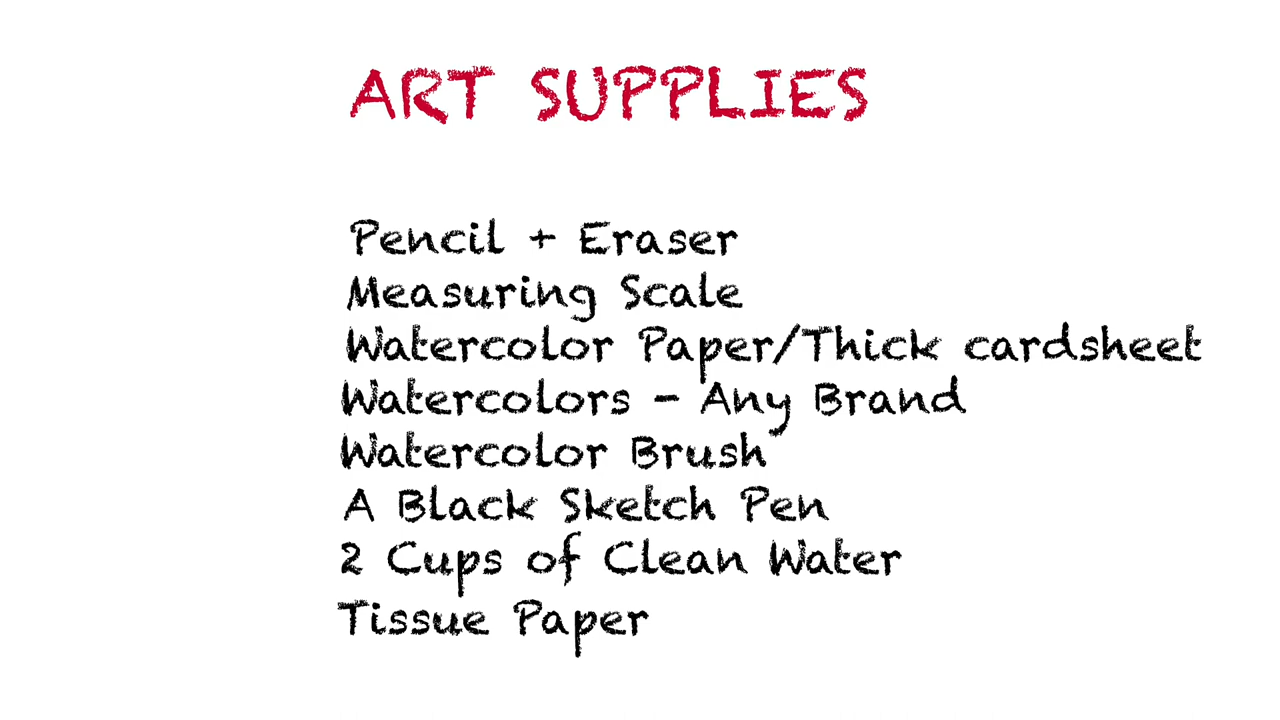 ART SUPPLIES
Pencil + Eraser
Measuring Scale
Watercolor Paper/Thick cardsheet
Watercolors - Any Brand
Watercolor Brush
A Black Sketch Pen
2 Cups of Clean Water
Tissue Paper